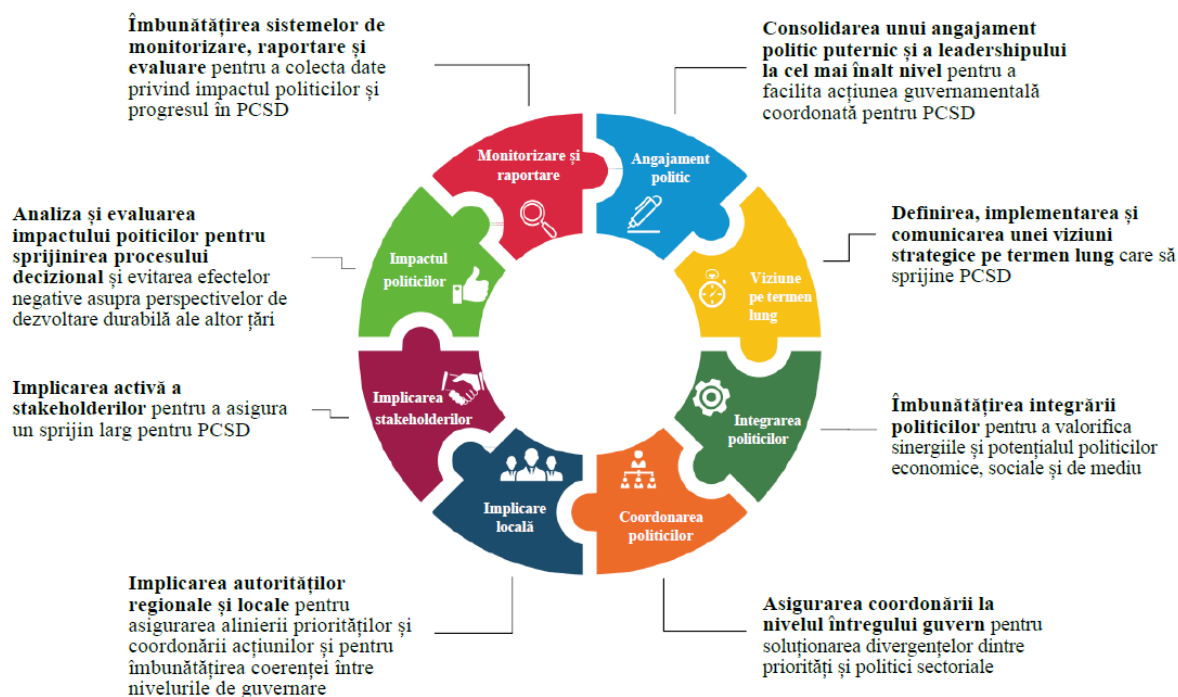 Îmbunătățirea sistemelor de
monitorizare, raportare și
evaluare pentru a colecta date
privind impactul politicilor și
progresul în PCSD
Consolidarea unui angajament
politic puternic și a leadershipului
la cel mai înalt nivel pentru a
facilita acțiunea guvernamentală
coordonată pentru PCSD
Monitorizare și
raportare
Angajament
politic
Analiza și evaluarea
impactului poiticilor pentru
sprijinirea procesului
decizional și evitarea efectelor
negative asupra perspectivelor de
dezvoltare durabilă ale altor țări
Impactul
politicilor
Viziune
pe termen
lung
Definirea, implementarea și
comunicarea unei viziuni
strategice pe termen lung care să
sprijine PCSD
Implicarea activă a
stakeholderilor pentru a asigura
un sprijin larg pentru PCSD
Implicarea
stakeholderilor
Integrarea
politicilor
Îmbunătățirea integrării
politicilor pentru a valorifica
sinergiile și potențialul politicilor
economice, sociale și de mediu
Implicare
locală
Coordonarea
politicilor
Implicarea autorităților
regionale și locale pentru
asigurarea alinierii priorităților și
coordonării acțiunilor și pentru
îmbunătățirea coerenței între
nivelurile de guvernare
Asigurarea coordonării la
nivelul întregului guvern pentru
soluționarea divergențelor dintre
priorități și politici sectoriale